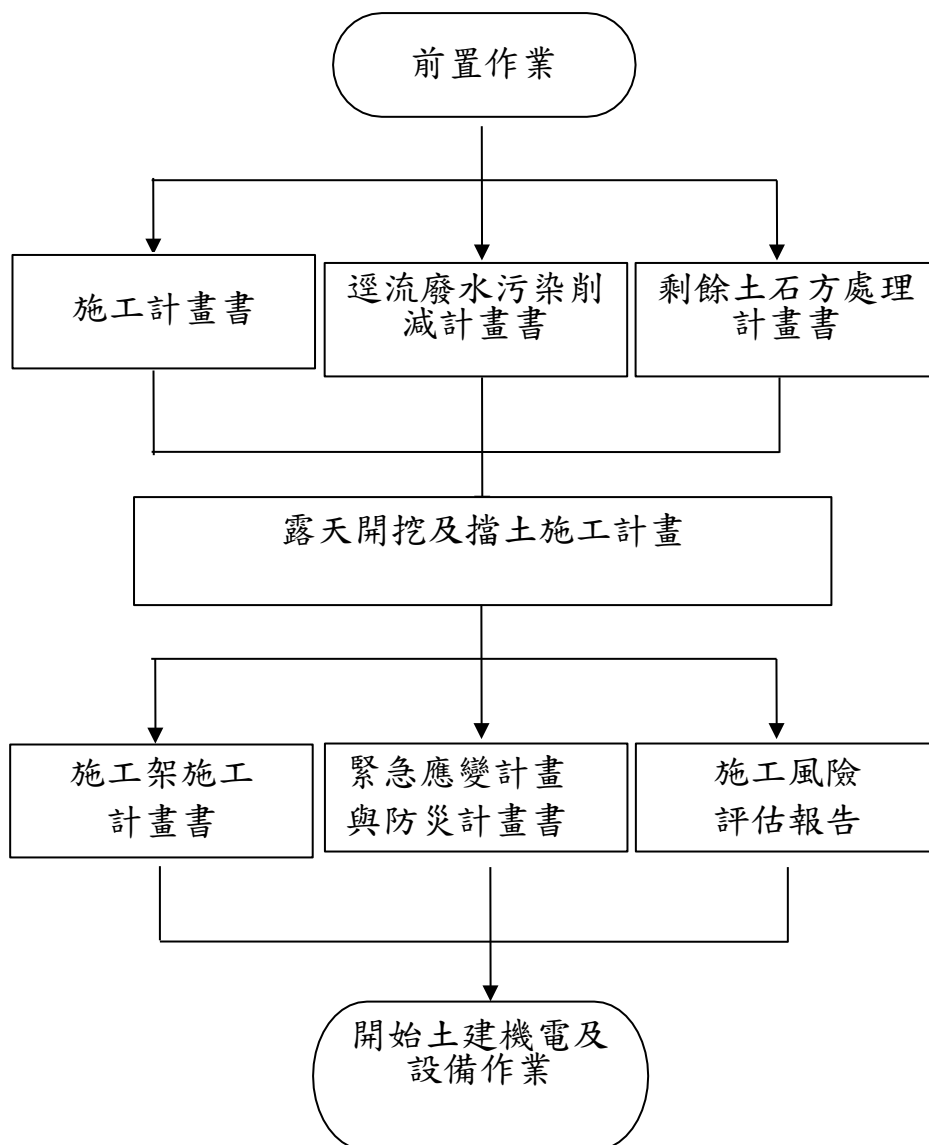 前置作業
施工計畫書
逕流廢水污染削
減計畫書
剩餘土石方處理
計畫書
露天開挖及擋土施工計畫
施工架施工
計畫書
緊急應變計畫
與防災計畫書
施工風險
評估報告
開始土建機電及
設備作業